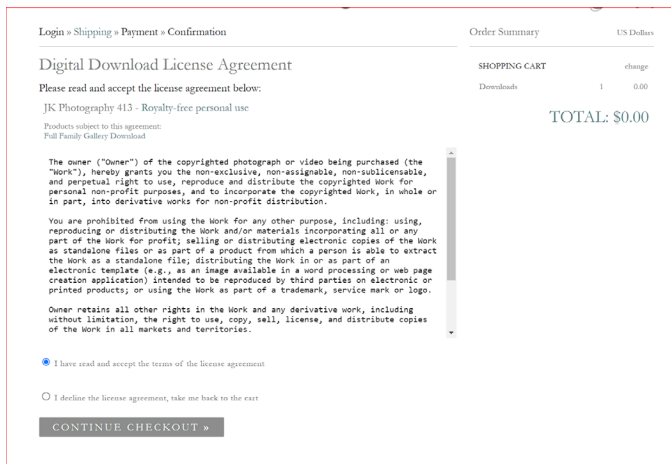 Login » Shipping » Payment » Confirmation
Order Summary
US Dollars
Digital Download License Agreement
SHOPPING CART
change
Please read and accept the license agreement below:
Downloads 1 0.00
JK Photography 413 - Royalty-free personal use
TOTAL: $0.00
Products subject to this agreement:
Full Family Gallery Download
The owner ("Owner") of the copyrighted photograph or video being purchased (the
"Work"), hereby grants you the non-exclusive, non-assignable, non-sublicensable,
and perpetual right to use, reproduce and distribute the copyrighted Work for
personal non-profit purposes, and to incorporate the copyrighted Work, in whole or
in part, into derivative works for non-profit distribution.
You are prohibited from using the Work for any other purpose, including: using,
reproducing or distributing the Work and/or materials incorporating all or any
part of the Work for profit; selling or distributing electronic copies of the Work
as standalone files or as part of a product from which a person is able to extract
the Work as a standalone file; distributing the Work in or as part of an
electronic template (e.g., as an image available in a word processing or web page
creation application) intended to be reproduced by third parties on electronic or
printed products; or using the Work as part of a trademark, service mark or logo.
Owner retains all other rights in the Work and any derivative work, including
without limitation, the right to use, copy, sell, license, and distribute copies
of the Work in all markets and territories.
I have read and accept the terms of the license agreement
I decline the license agreement, take me back to the cart
CONTINUE CHECKOUT »